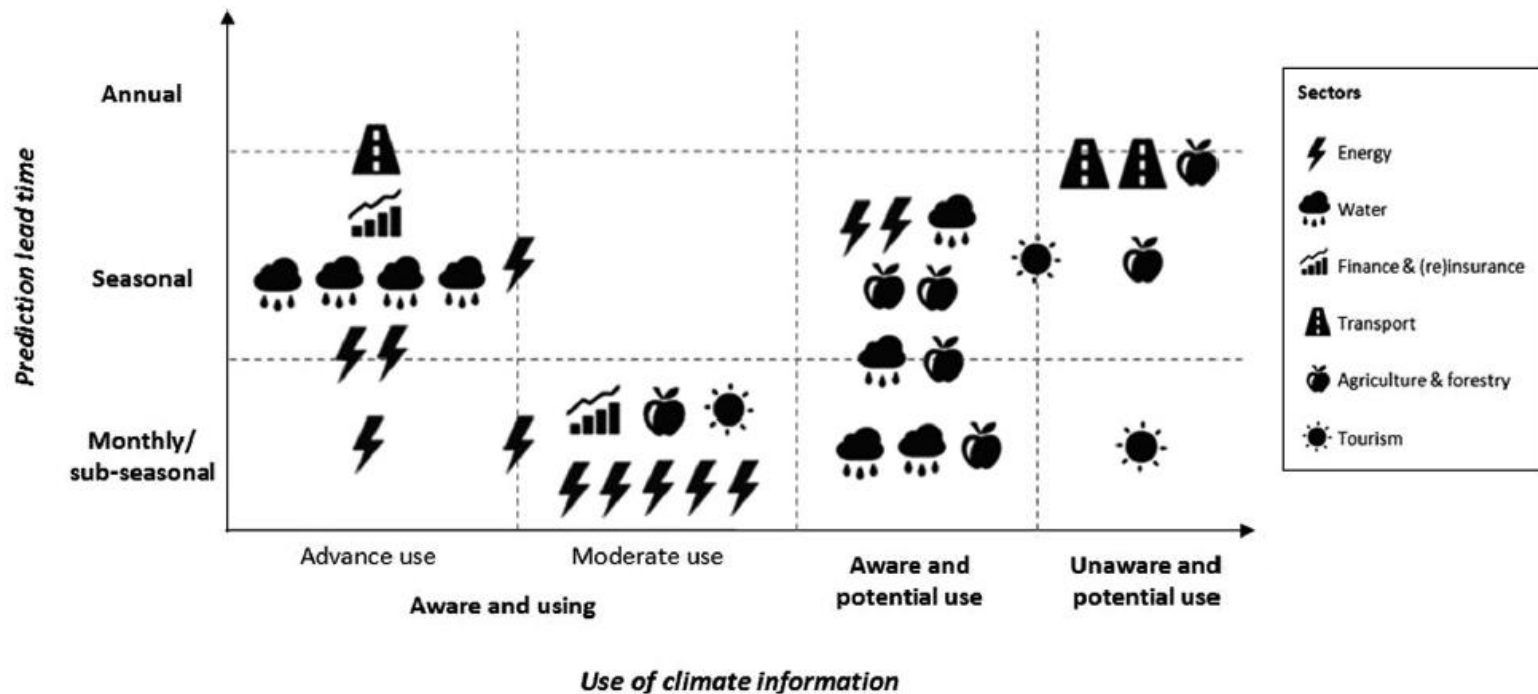 Prediction lead time
Annual
Seasonal
Monthly/
sub-seasonal
Advance use
Moderate use
Aware and using
Aware and
potential use
Unaware and
potential use
Use of climate information
Sectors
Energy
Water
Finance & (re)insurance
Transport
Agriculture & forestry
Tourism